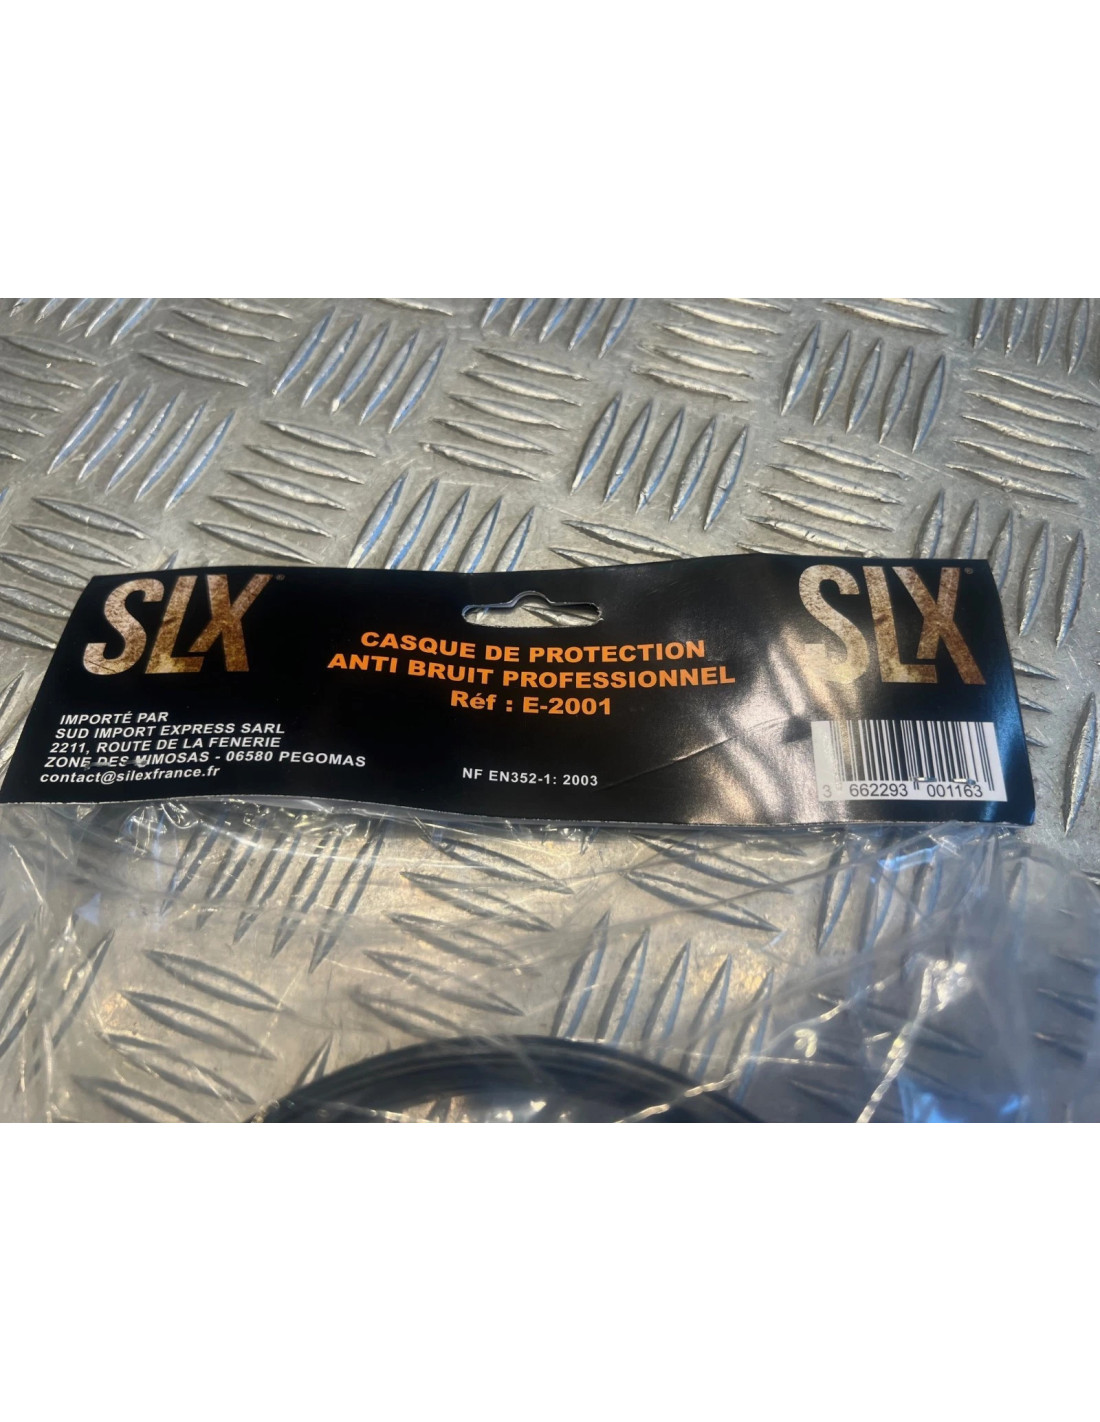 SLX®
SLX®
CASQUE DE PROTECTION
ANTI BRUIT PROFESSIONNEL
Réf : E-2001
IMPORTÉ PAR
SUD IMPORT EXPRESS SARL
2211, ROUTE DE LA FENERIE
ZONE DES MIMOSAS - 06580 PEGOMAS
contact@silexfrance.fr
NF EN352-1: 2003
3 662293 001163